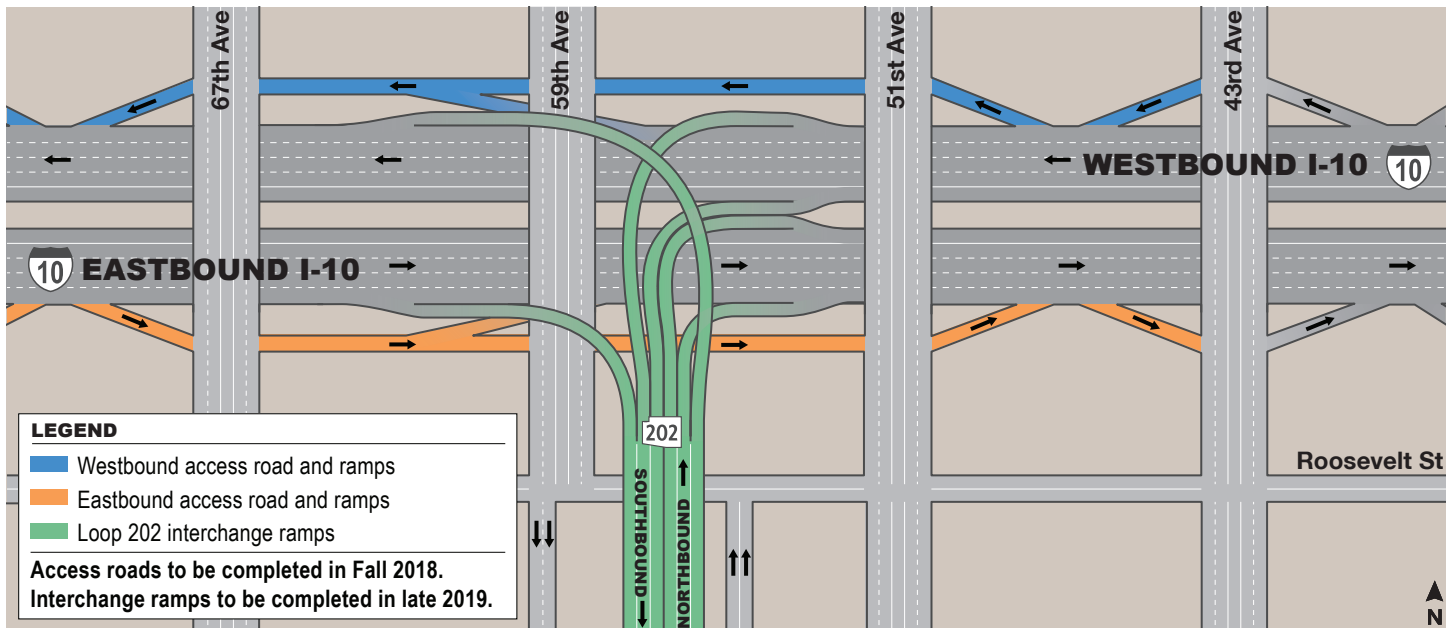 67th Ave
59th Ave
51st Ave
43rd Ave
WESTBOUND I-10
10
10
EASTBOUND I-10
202
SOUTHBOUND
NORTHBOUND
Roosevelt St
LEGEND
Westbound access road and ramps
Eastbound access road and ramps
Loop 202 interchange ramps
Access roads to be completed in Fall 2018.
Interchange ramps to be completed in late 2019.
N